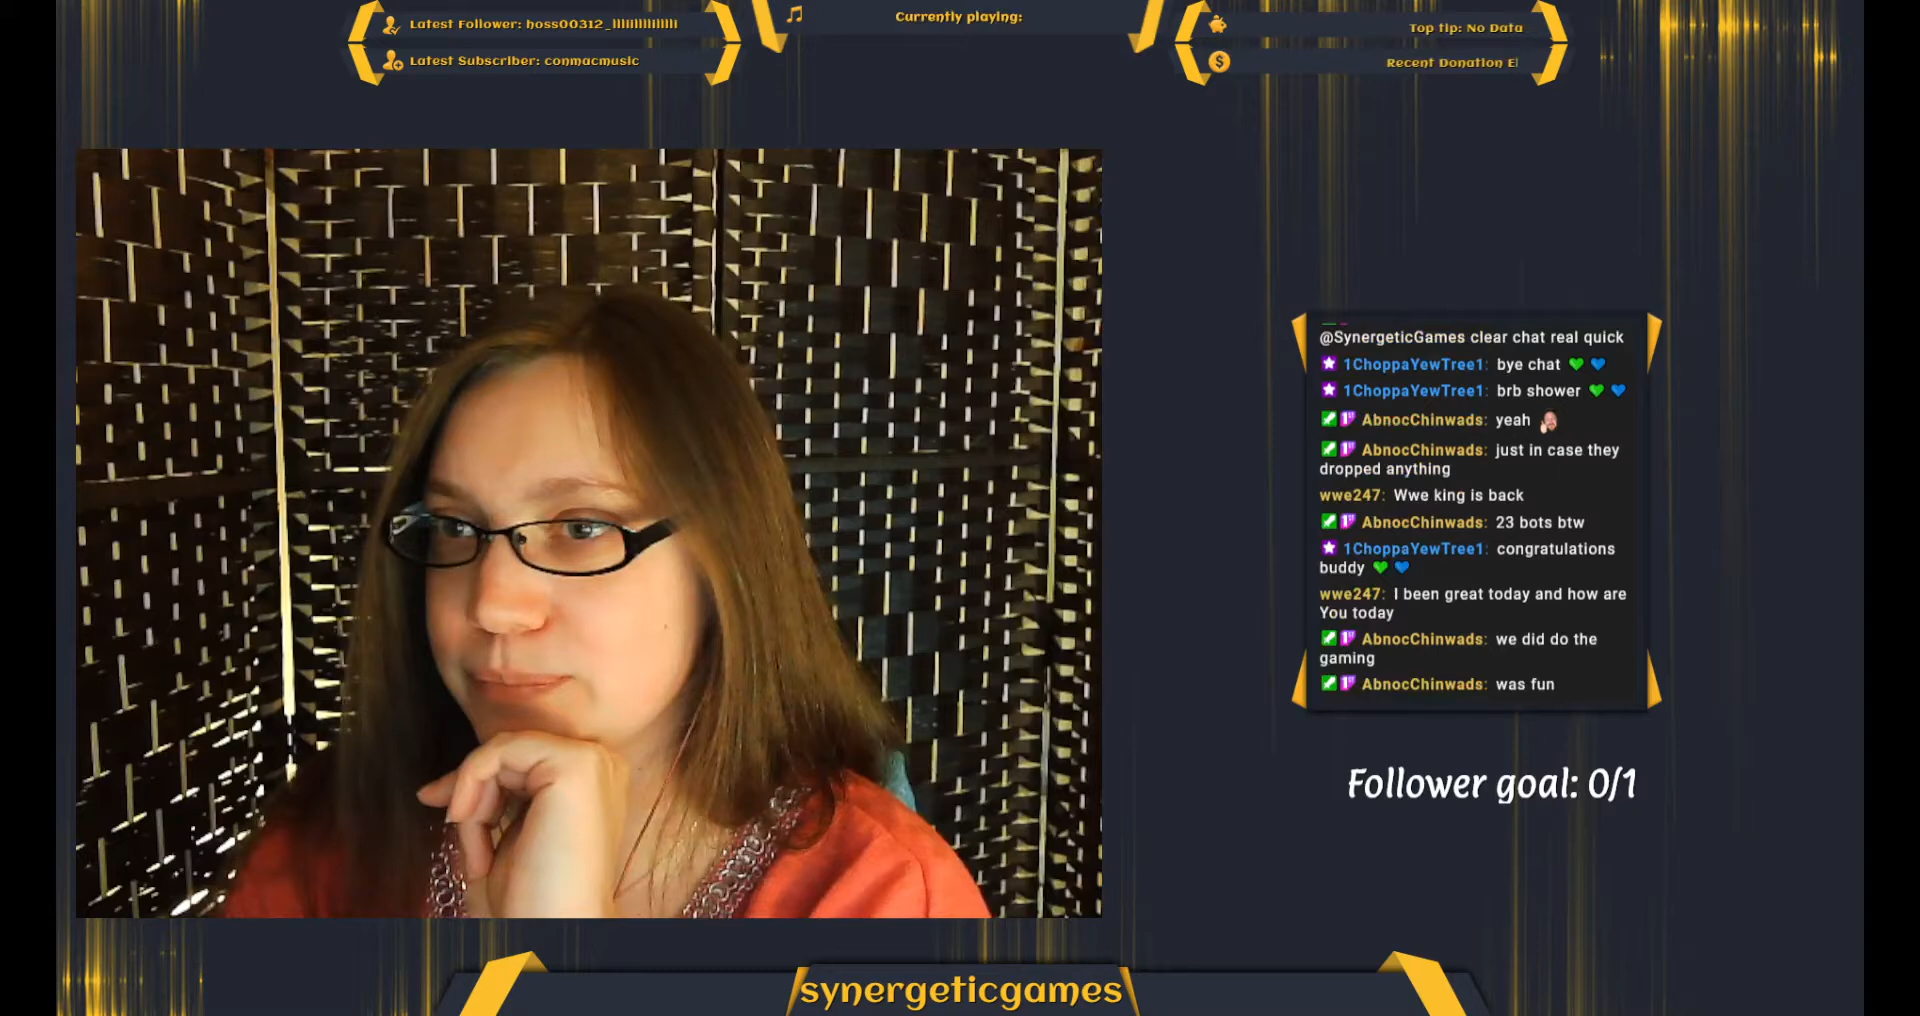 Latest Follower: hoss00312_llllllllllllll
Latest Subscriber: conmacmusic
Currently playing:
Top tip: No Data
Recent Donation E
@SynergeticGames clear chat real quick
1ChoppaYewTree1: bye chat
1ChoppaYewTree1: brb shower
AbnocChinwads: yeah
AbnocChinwads: just in case they
dropped anything
wwe247: Wwe king is back
AbnocChinwads: 23 bots btw
1ChoppaYewTree1: congratulations
buddy
wwe247: I been great today and how are
You today
AbnocChinwads: we did do the
gaming
AbnocChinwads: was fun
Follower goal: 0/1
synergeticgames